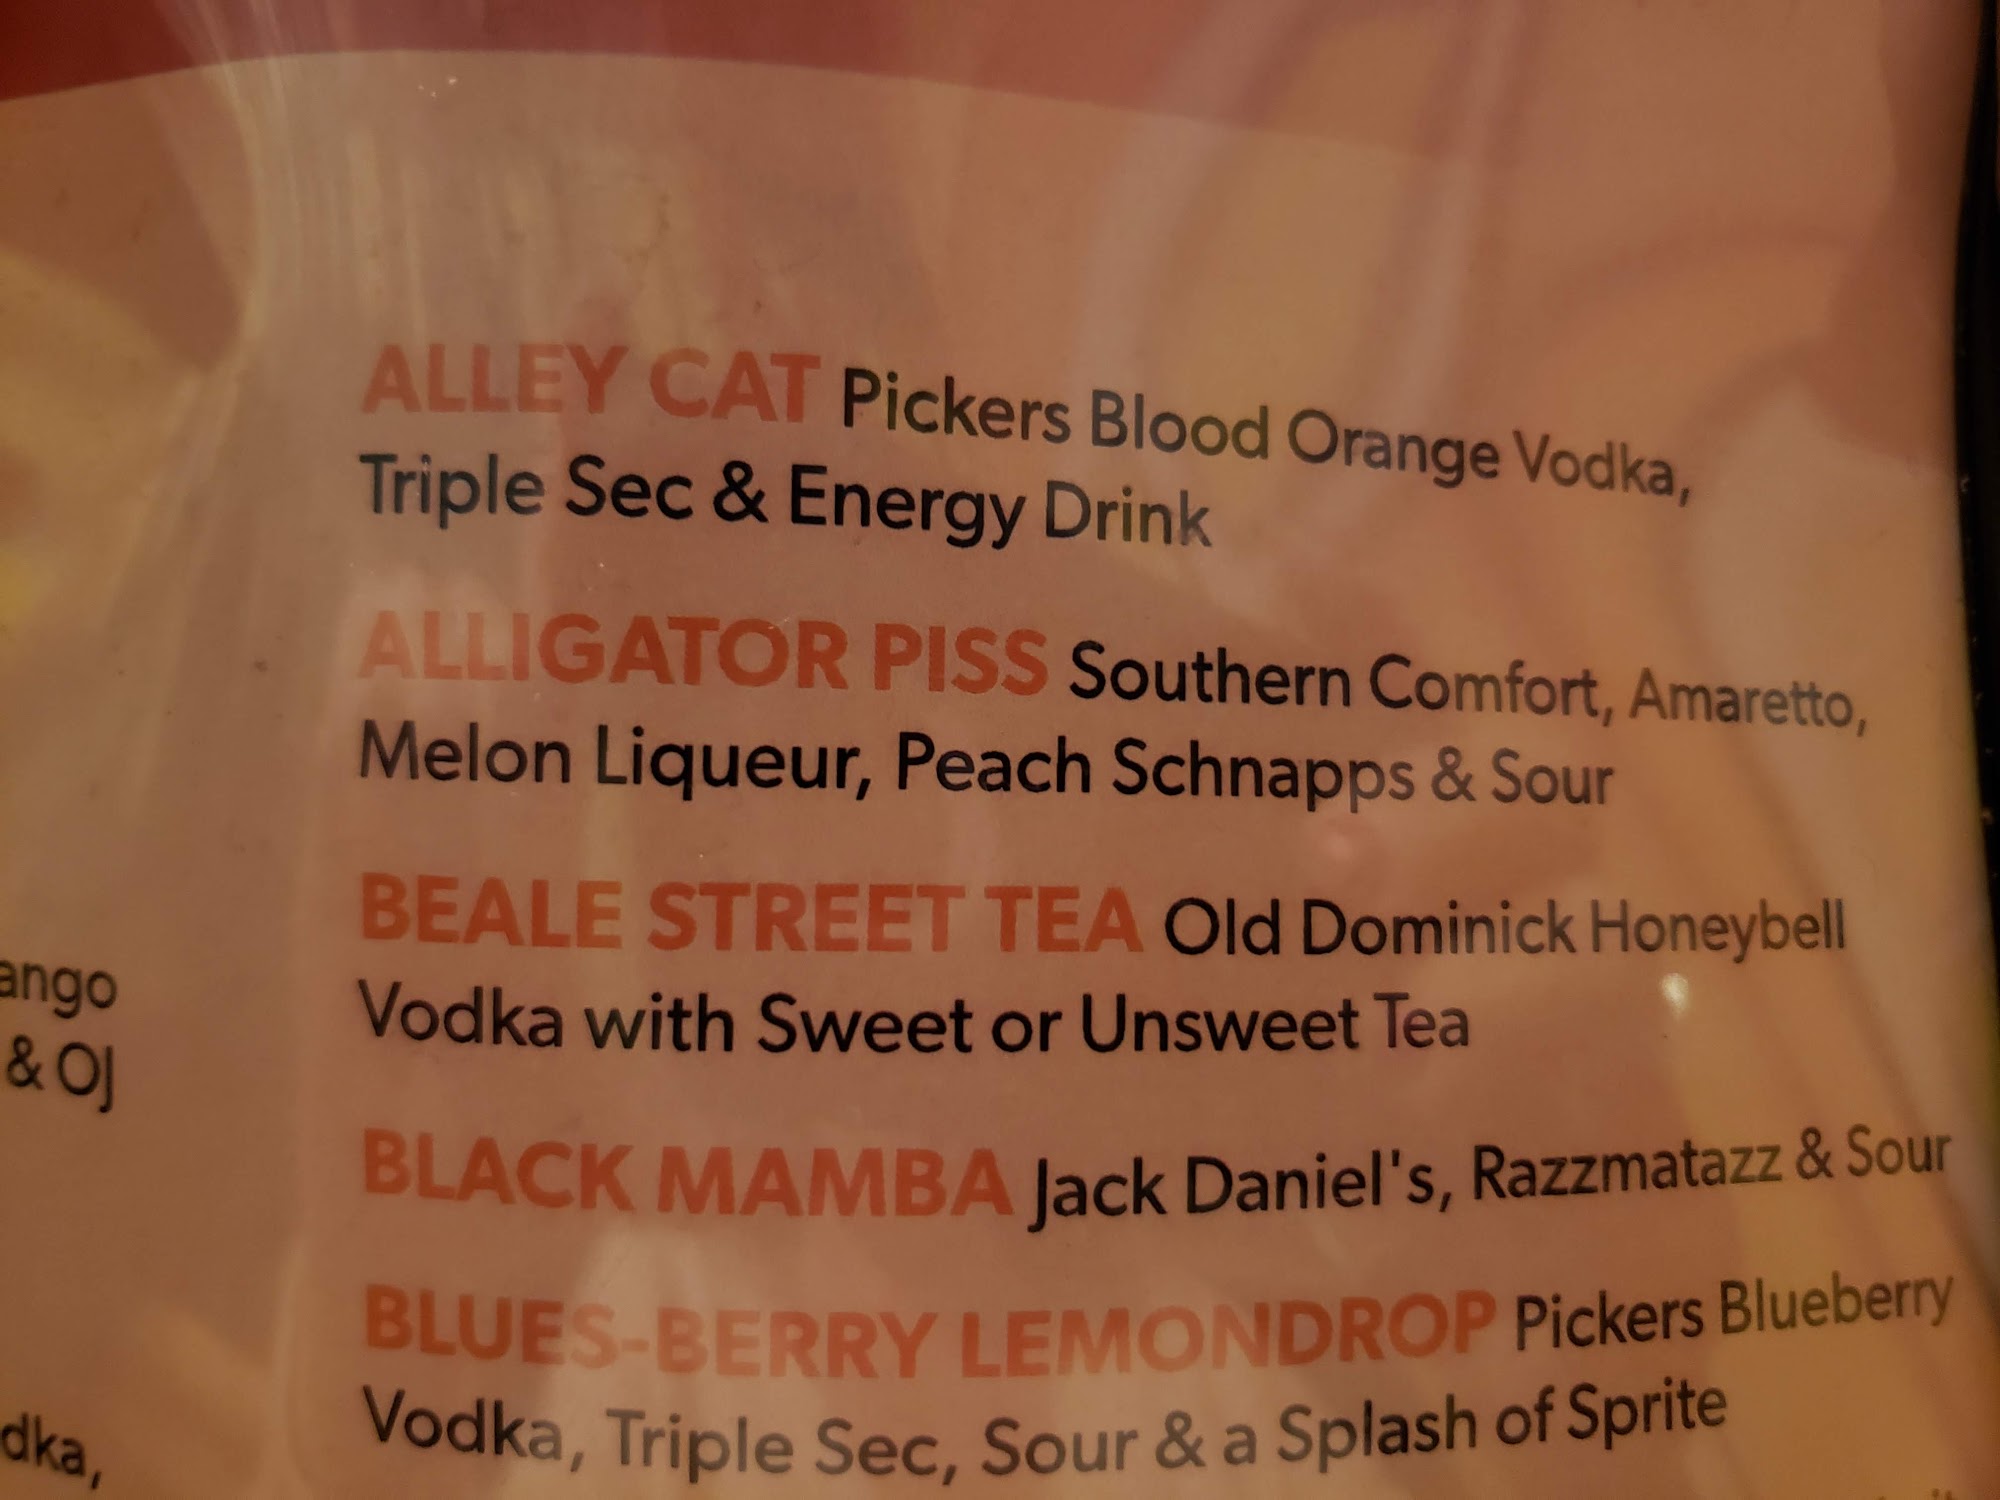 ALLEY CAT Pickers Blood Orange Vodka,
Triple Sec & Energy Drink
ALLIGATOR PISS Southern Comfort, Amaretto,
Melon Liqueur, Peach Schnapps & Sour
BEALE STREET TEA Old Dominick Honeybell
Vodka with Sweet or Unsweet Tea
BLACK MAMBA Jack Daniel's, Razzmatazz & Sour
BLUES-BERRY LEMONDROP Pickers Blueberry
Vodka, Triple Sec, Sour & a Splash of Sprite
ango
& OJ
dka,